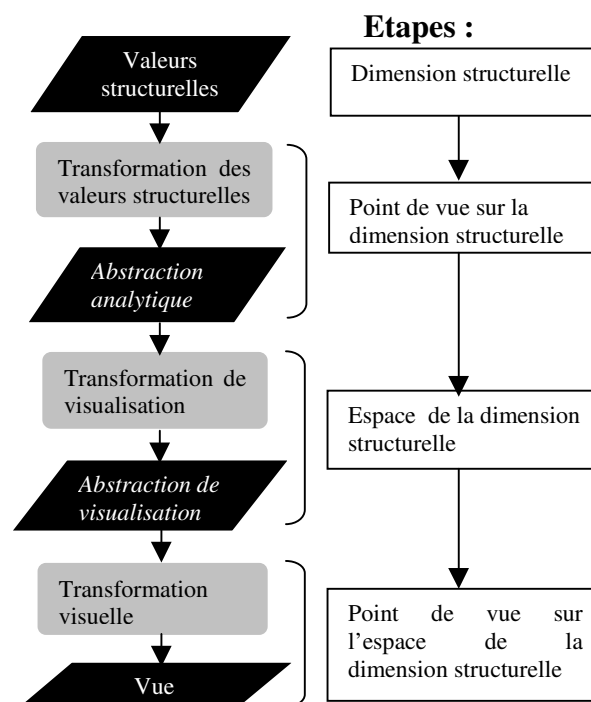 Etapes :
Valeurs
structurelles
Dimension structurelle
Transformation des
valeurs structurelles
Point de vue sur la
dimension structurelle
Abstraction
analytique
Transformation de
visualisation
Espace de la dimension
structurelle
Abstraction de
visualisation
Transformation
visuelle
Point de vue sur
l'espace de la
dimension structurelle
Vue